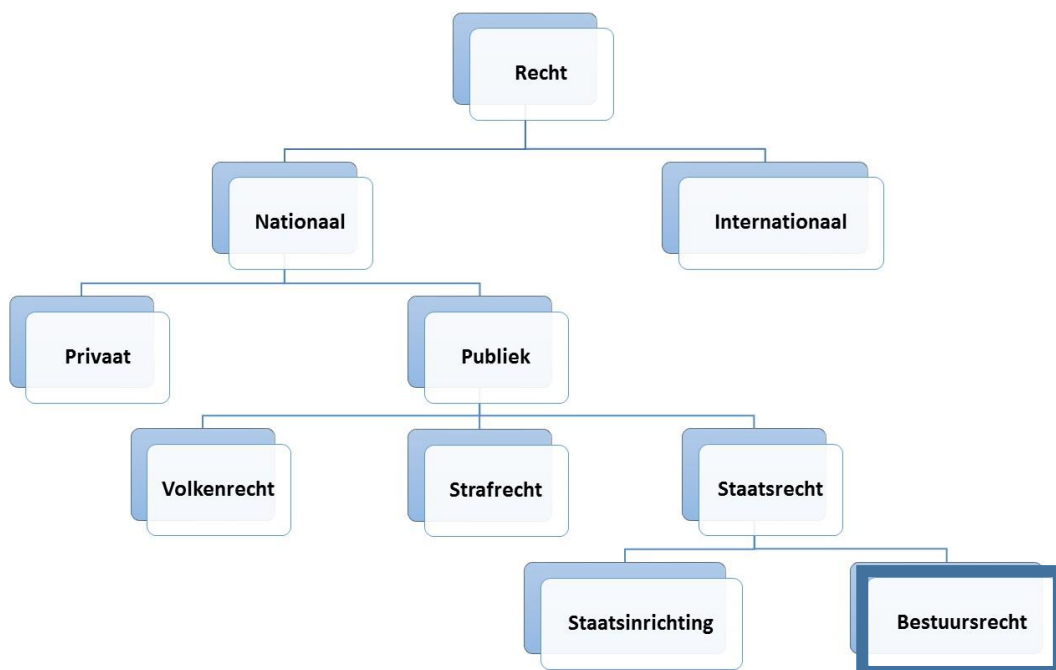 Recht
Nationaal
Internationaal
Privaat
Publiek
Volkenrecht
Strafrecht
Staatsrecht
Staatsinrichting
Bestuursrecht